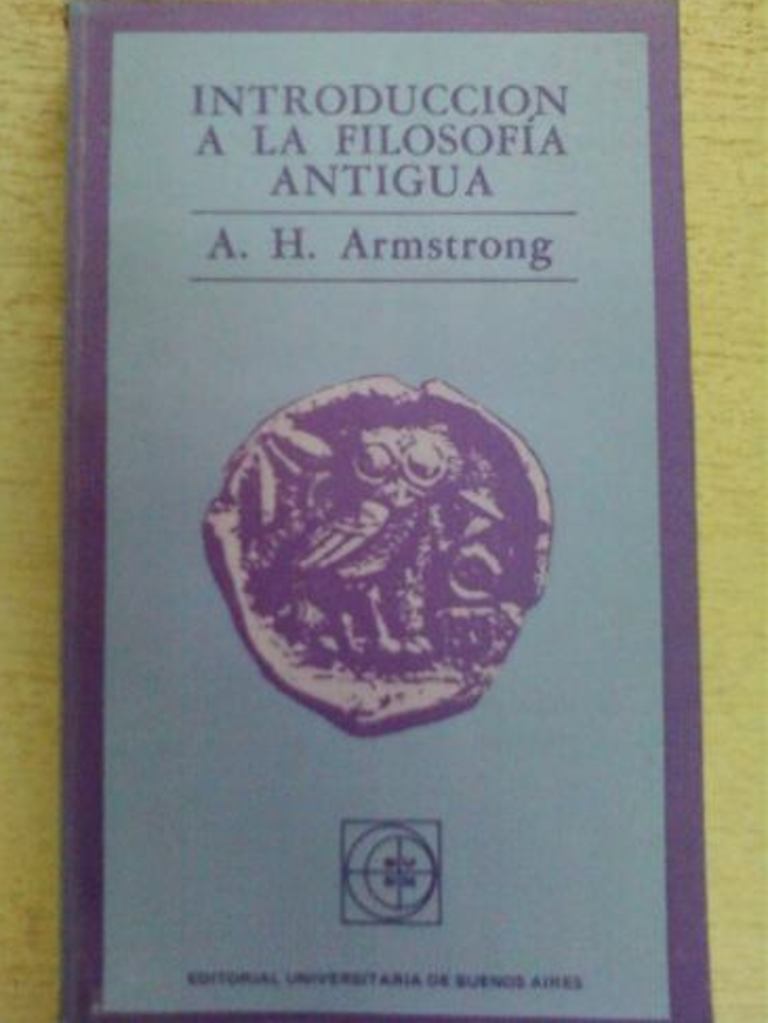 INTRODUCCION
A LA FILOSOFÍA
ANTIGUA
A. H. Armstrong
EDITORIAL UNIVERSITARIA DE BUENOS AIRES